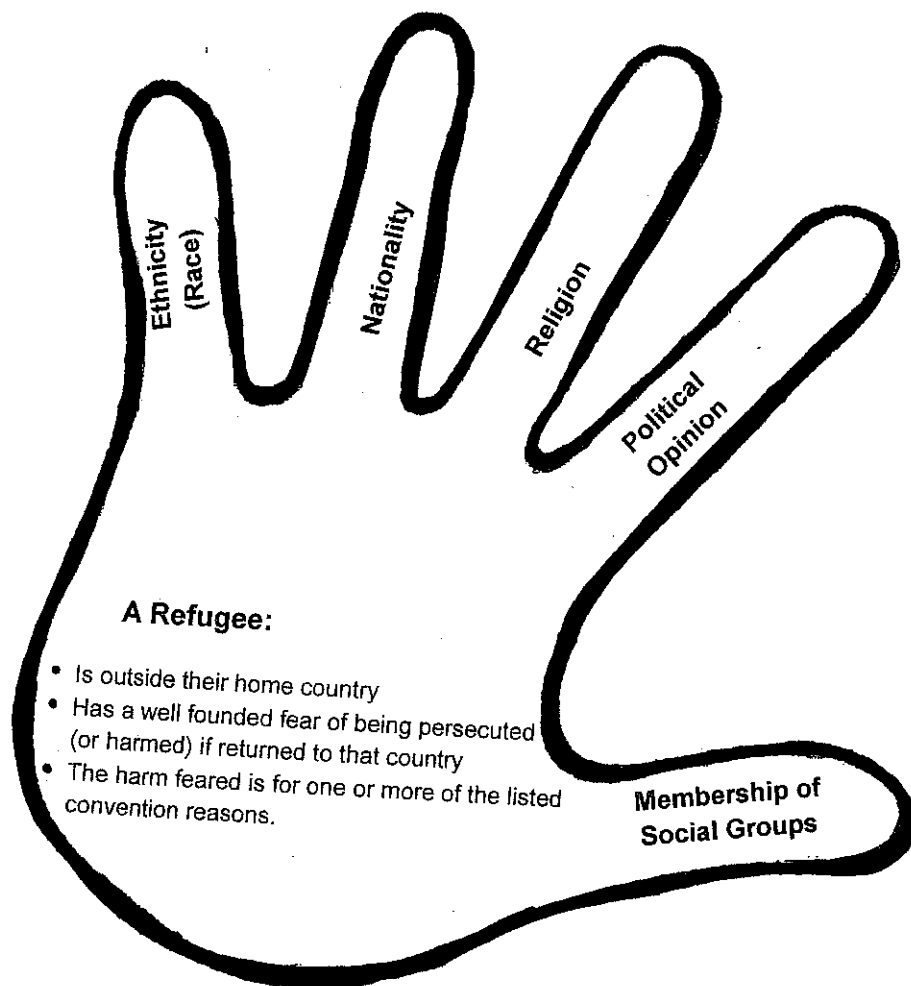 Ethnicity
(Race)
Nationality
Religion
Political
Opinion
A Refugee:
• Is outside their home country
• Has a well founded fear of being persecuted
(or harmed) if returned to that country
• The harm feared is for one or more of the listed
convention reasons.
Membership of
Social Groups